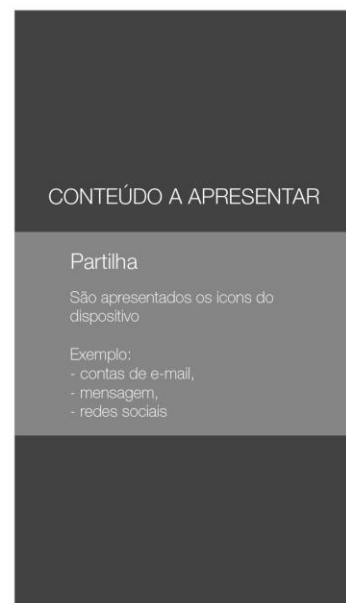 CONTEÚDO A APRESENTAR
Partilha
São apresentados os icons do
dispositivo
Exemplo:
- contas de e-mail,
- mensagem,
- redes sociais